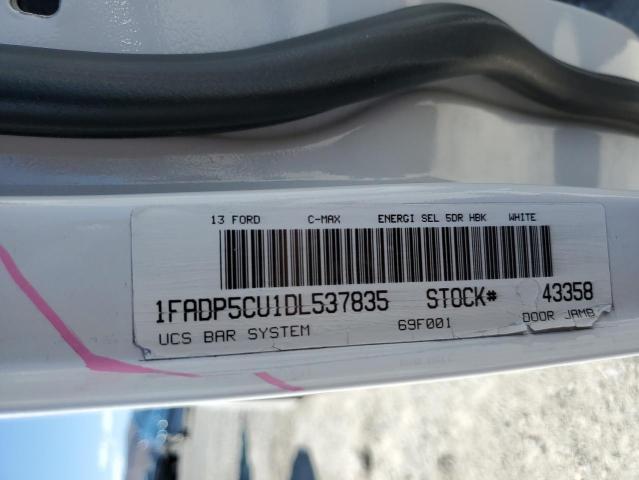 13 FORD C-MAX ENERGI SEL 5DR HBK WHITE
1FADP5CU1DL537835 STOCK# 43358
UCS BAR SYSTEM 69F001 DOOR JAMB